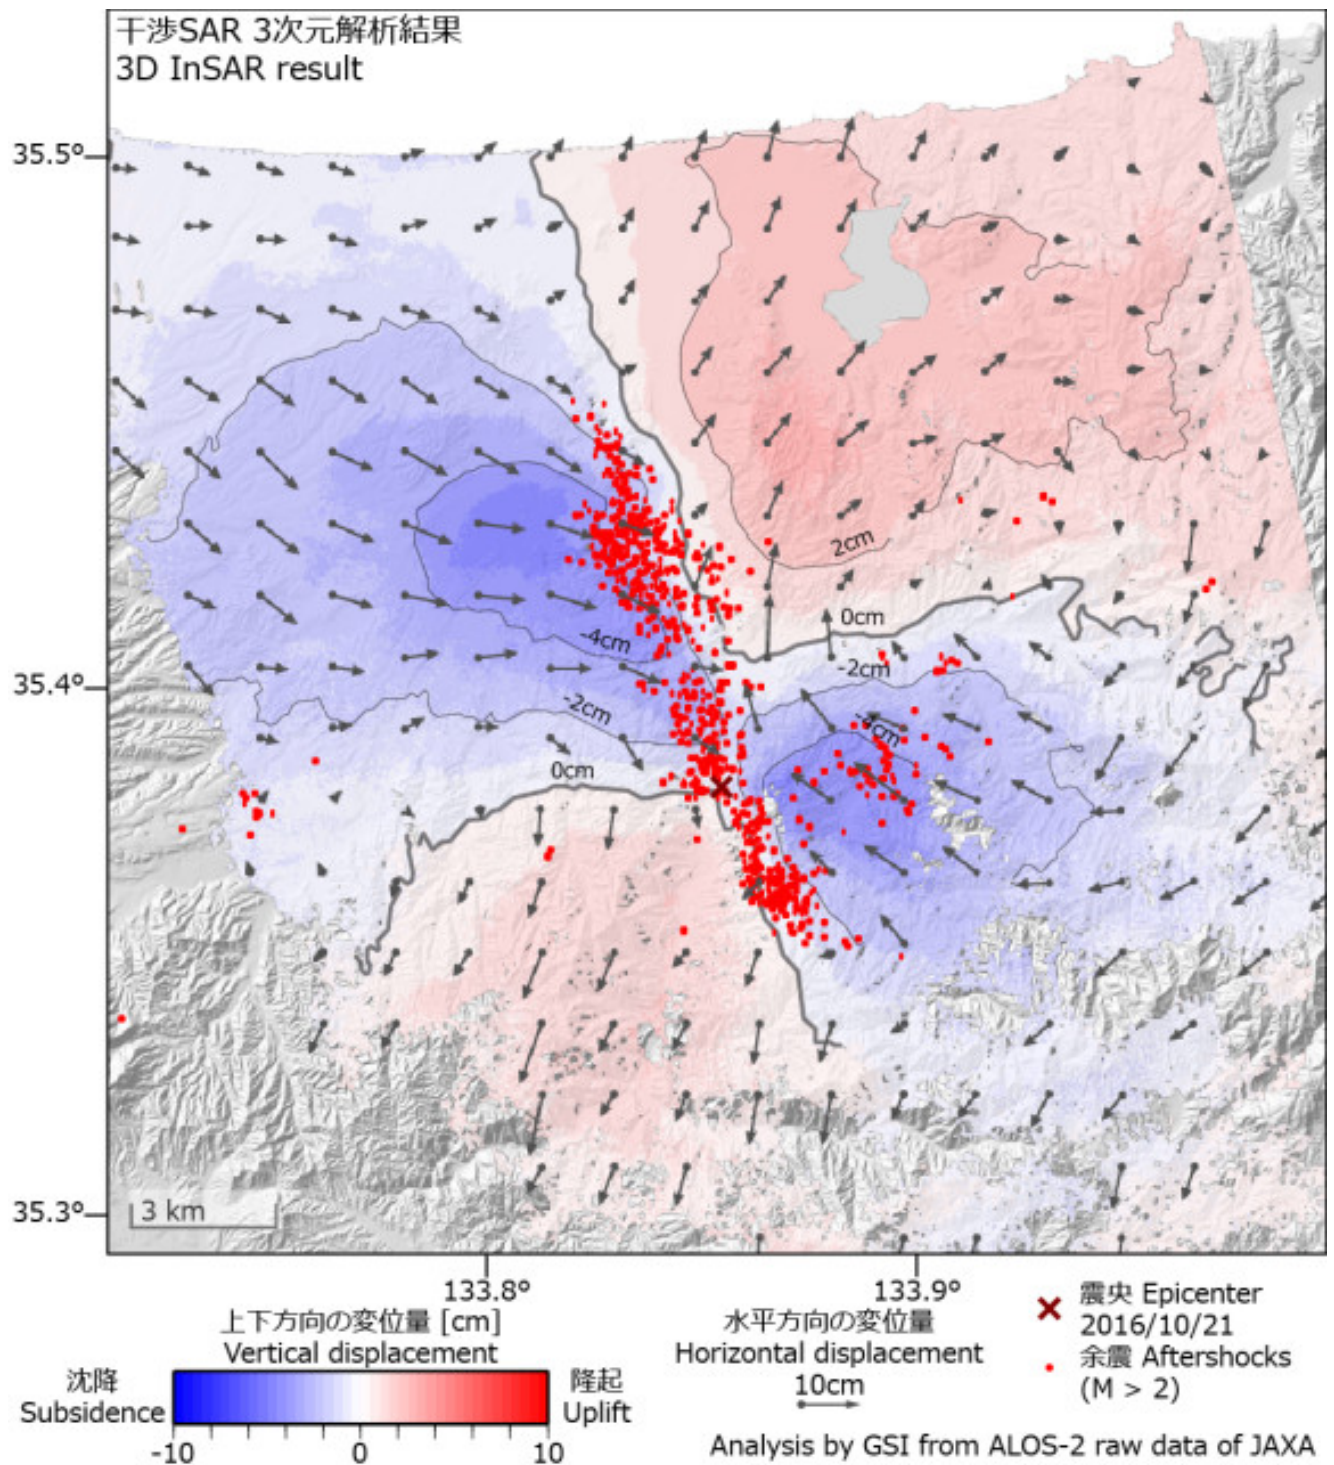 干渉SAR 3次元解析結果
3D InSAR result
35.5°
2cm
0cm
-4cm
-2cm
35.4°
-4cm
-2cm
0cm
35.3°
3 km
133.8°
133.9°
上下方向の変位量 [cm]
Vertical displacement
沈降
Subsidence
隆起
Uplift
-10
0
10
水平方向の変位量
Horizontal displacement
10cm
震央 Epicenter
2016/10/21
余震 Aftershocks
(M > 2)
Analysis by GSI from ALOS-2 raw data of JAXA